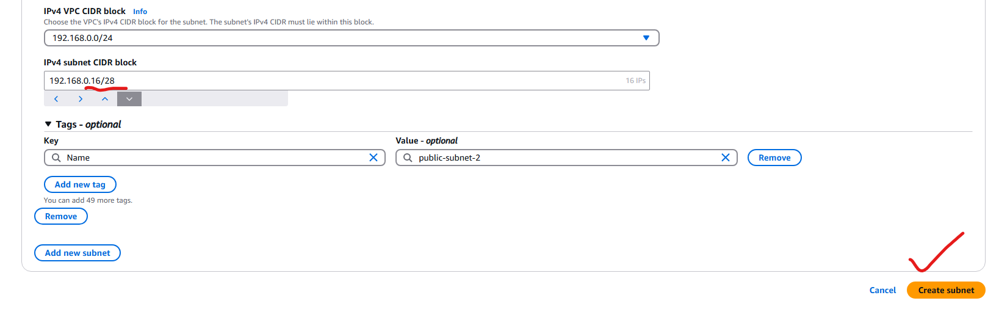 IPv4 VPC CIDR block Info
Choose the VPC's IPv4 CIDR block for the subnet. The subnet's IPv4 CIDR must lie within this block.
192.168.0.0/24
IPv4 subnet CIDR block
192.168.0.16/28 16 IPs
Tags - optional
Key Value - optional
Name public-subnet-2 Remove
Add new tag
You can add 49 more tags.
Remove
Add new subnet
Cancel Create subnet